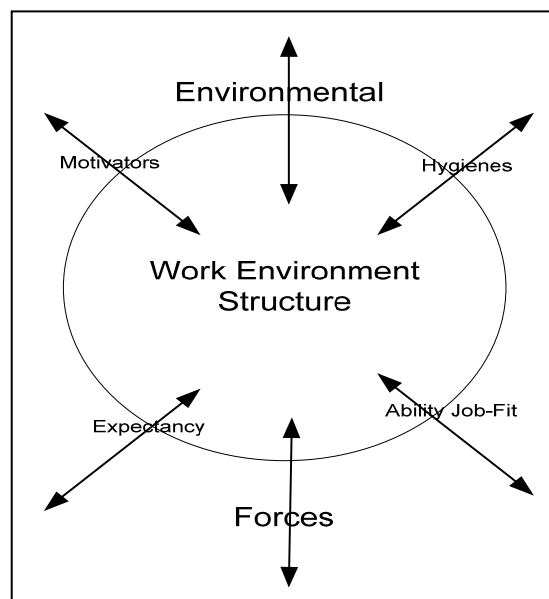 Environmental
Motivators
Hygienes
Work Environment
Structure
Expectancy
Ability Job-Fit
Forces